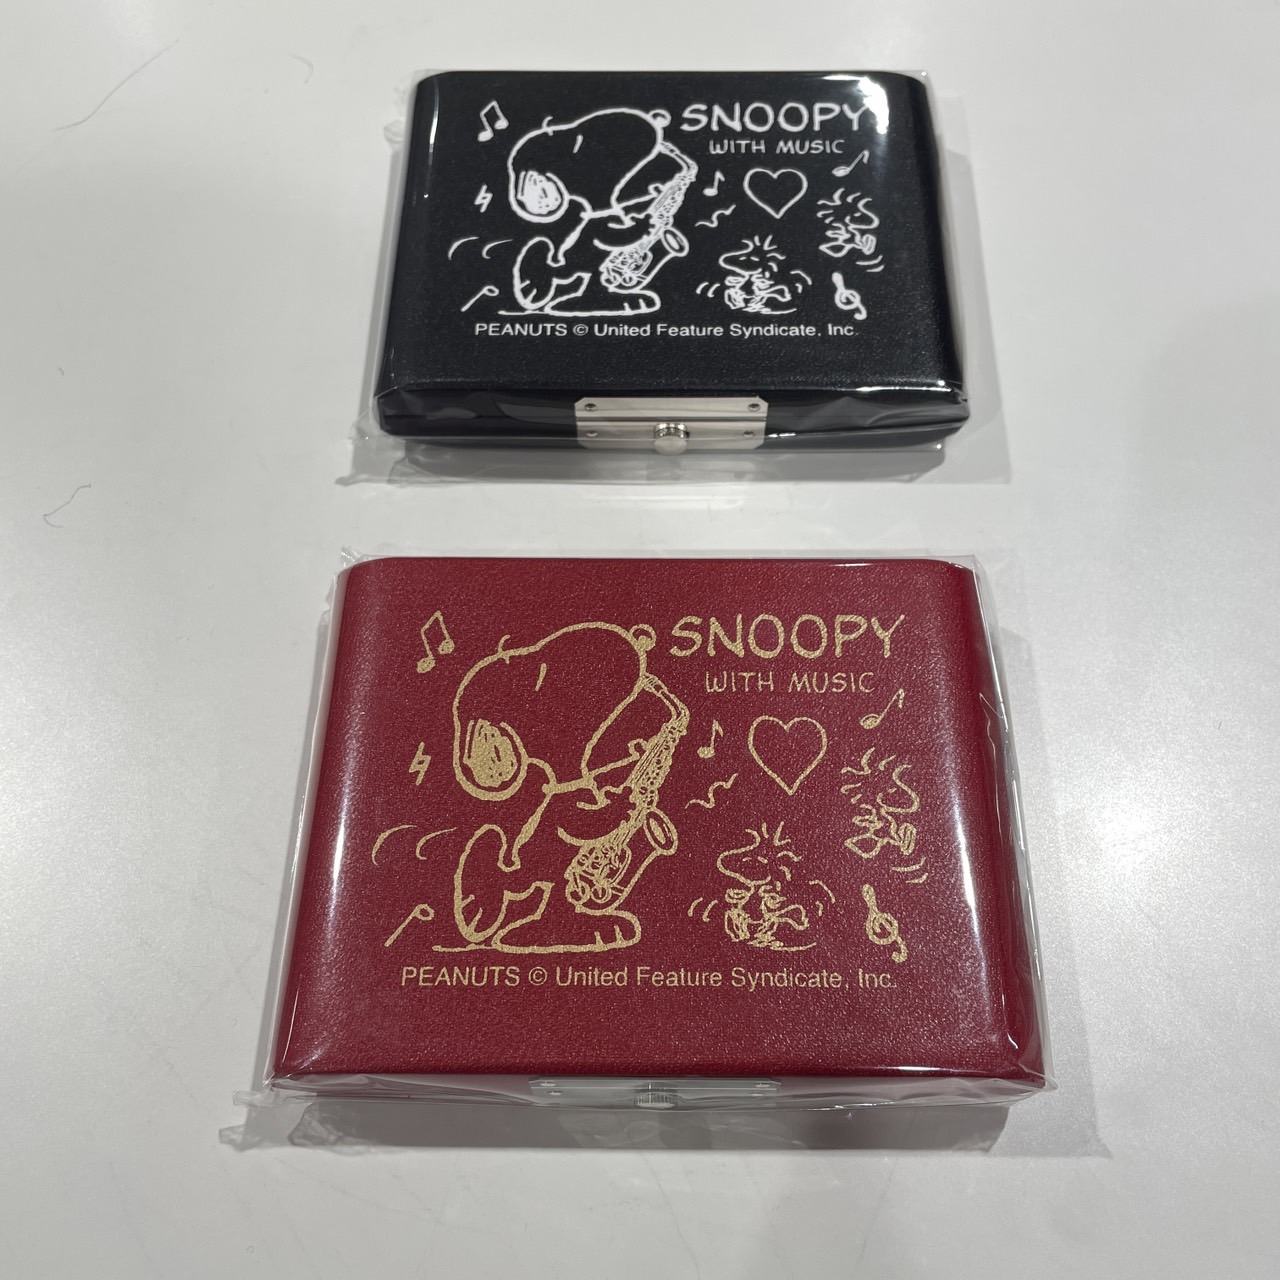 SNOOPY
WITH MUSIC
PEANUTS © United Feature Syndicate, Inc.
SNOOPY
WITH MUSIC
PEANUTS © United Feature Syndicate, Inc.